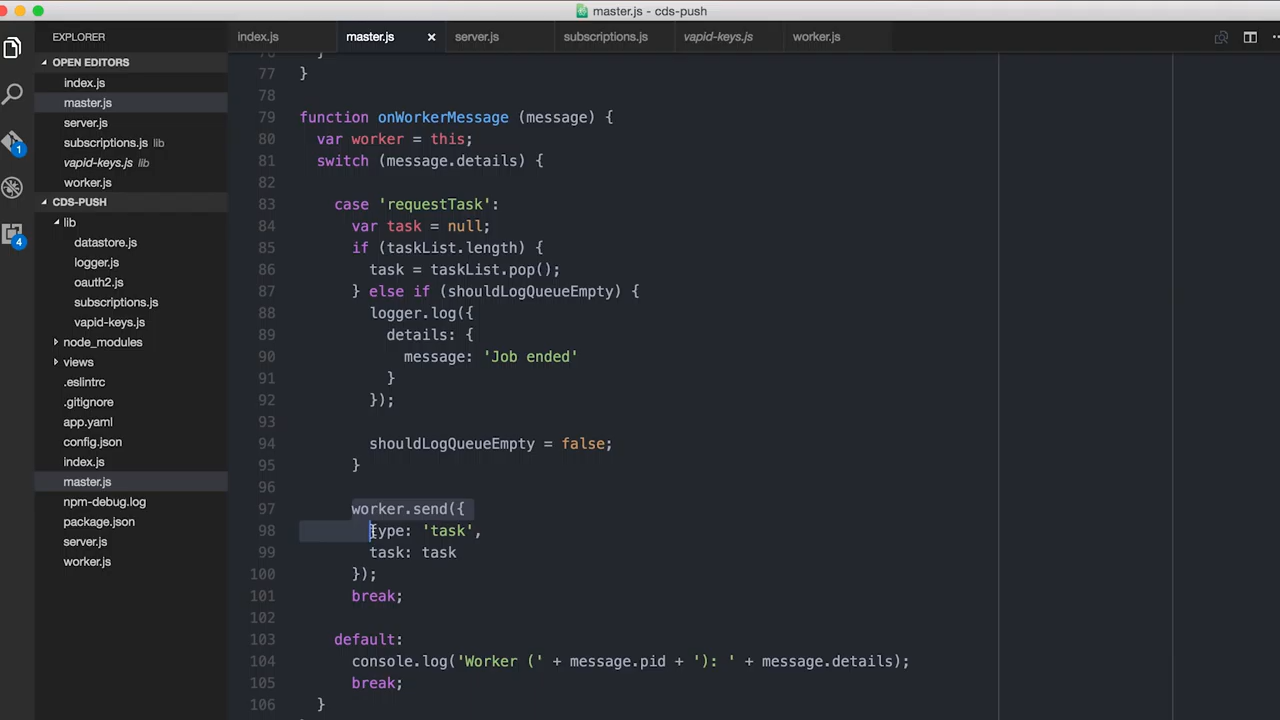 master.js - cds-push
EXPLORER
index.js
master.js
server.js
subscriptions.js
vapid-keys.js
worker.js
OPEN EDITORS
index.js
master.js
server.js
subscriptions.js lib
vapid-keys.js lib
worker.js
CDS-PUSH
lib
datastore.js
logger.js
oauth2.js
subscriptions.js
vapid-keys.js
node_modules
views
.eslintrc
.gitignore
app.yaml
config.json
index.js
master.js
npm-debug.log
package.json
server.js
worker.js
1
4
76 }
77 }
78
79 function onWorkerMessage (message) {
80 var worker = this;
81 switch (message.details) {
82
83 case 'requestTask':
84 var task = null;
85 if (taskList.length) {
86 task = taskList.pop();
87 } else if (shouldLogQueueEmpty) {
88 logger.log({
89 details: {
90 message: 'Job ended'
91 }
92 });
93
94 shouldLogQueueEmpty = false;
95 }
96
97 worker.send({
98 type: 'task',
99 task: task
100 });
101 break;
102
103 default:
104 console.log('Worker (' + message.pid + '): ' + message.details);
105 break;
106 }